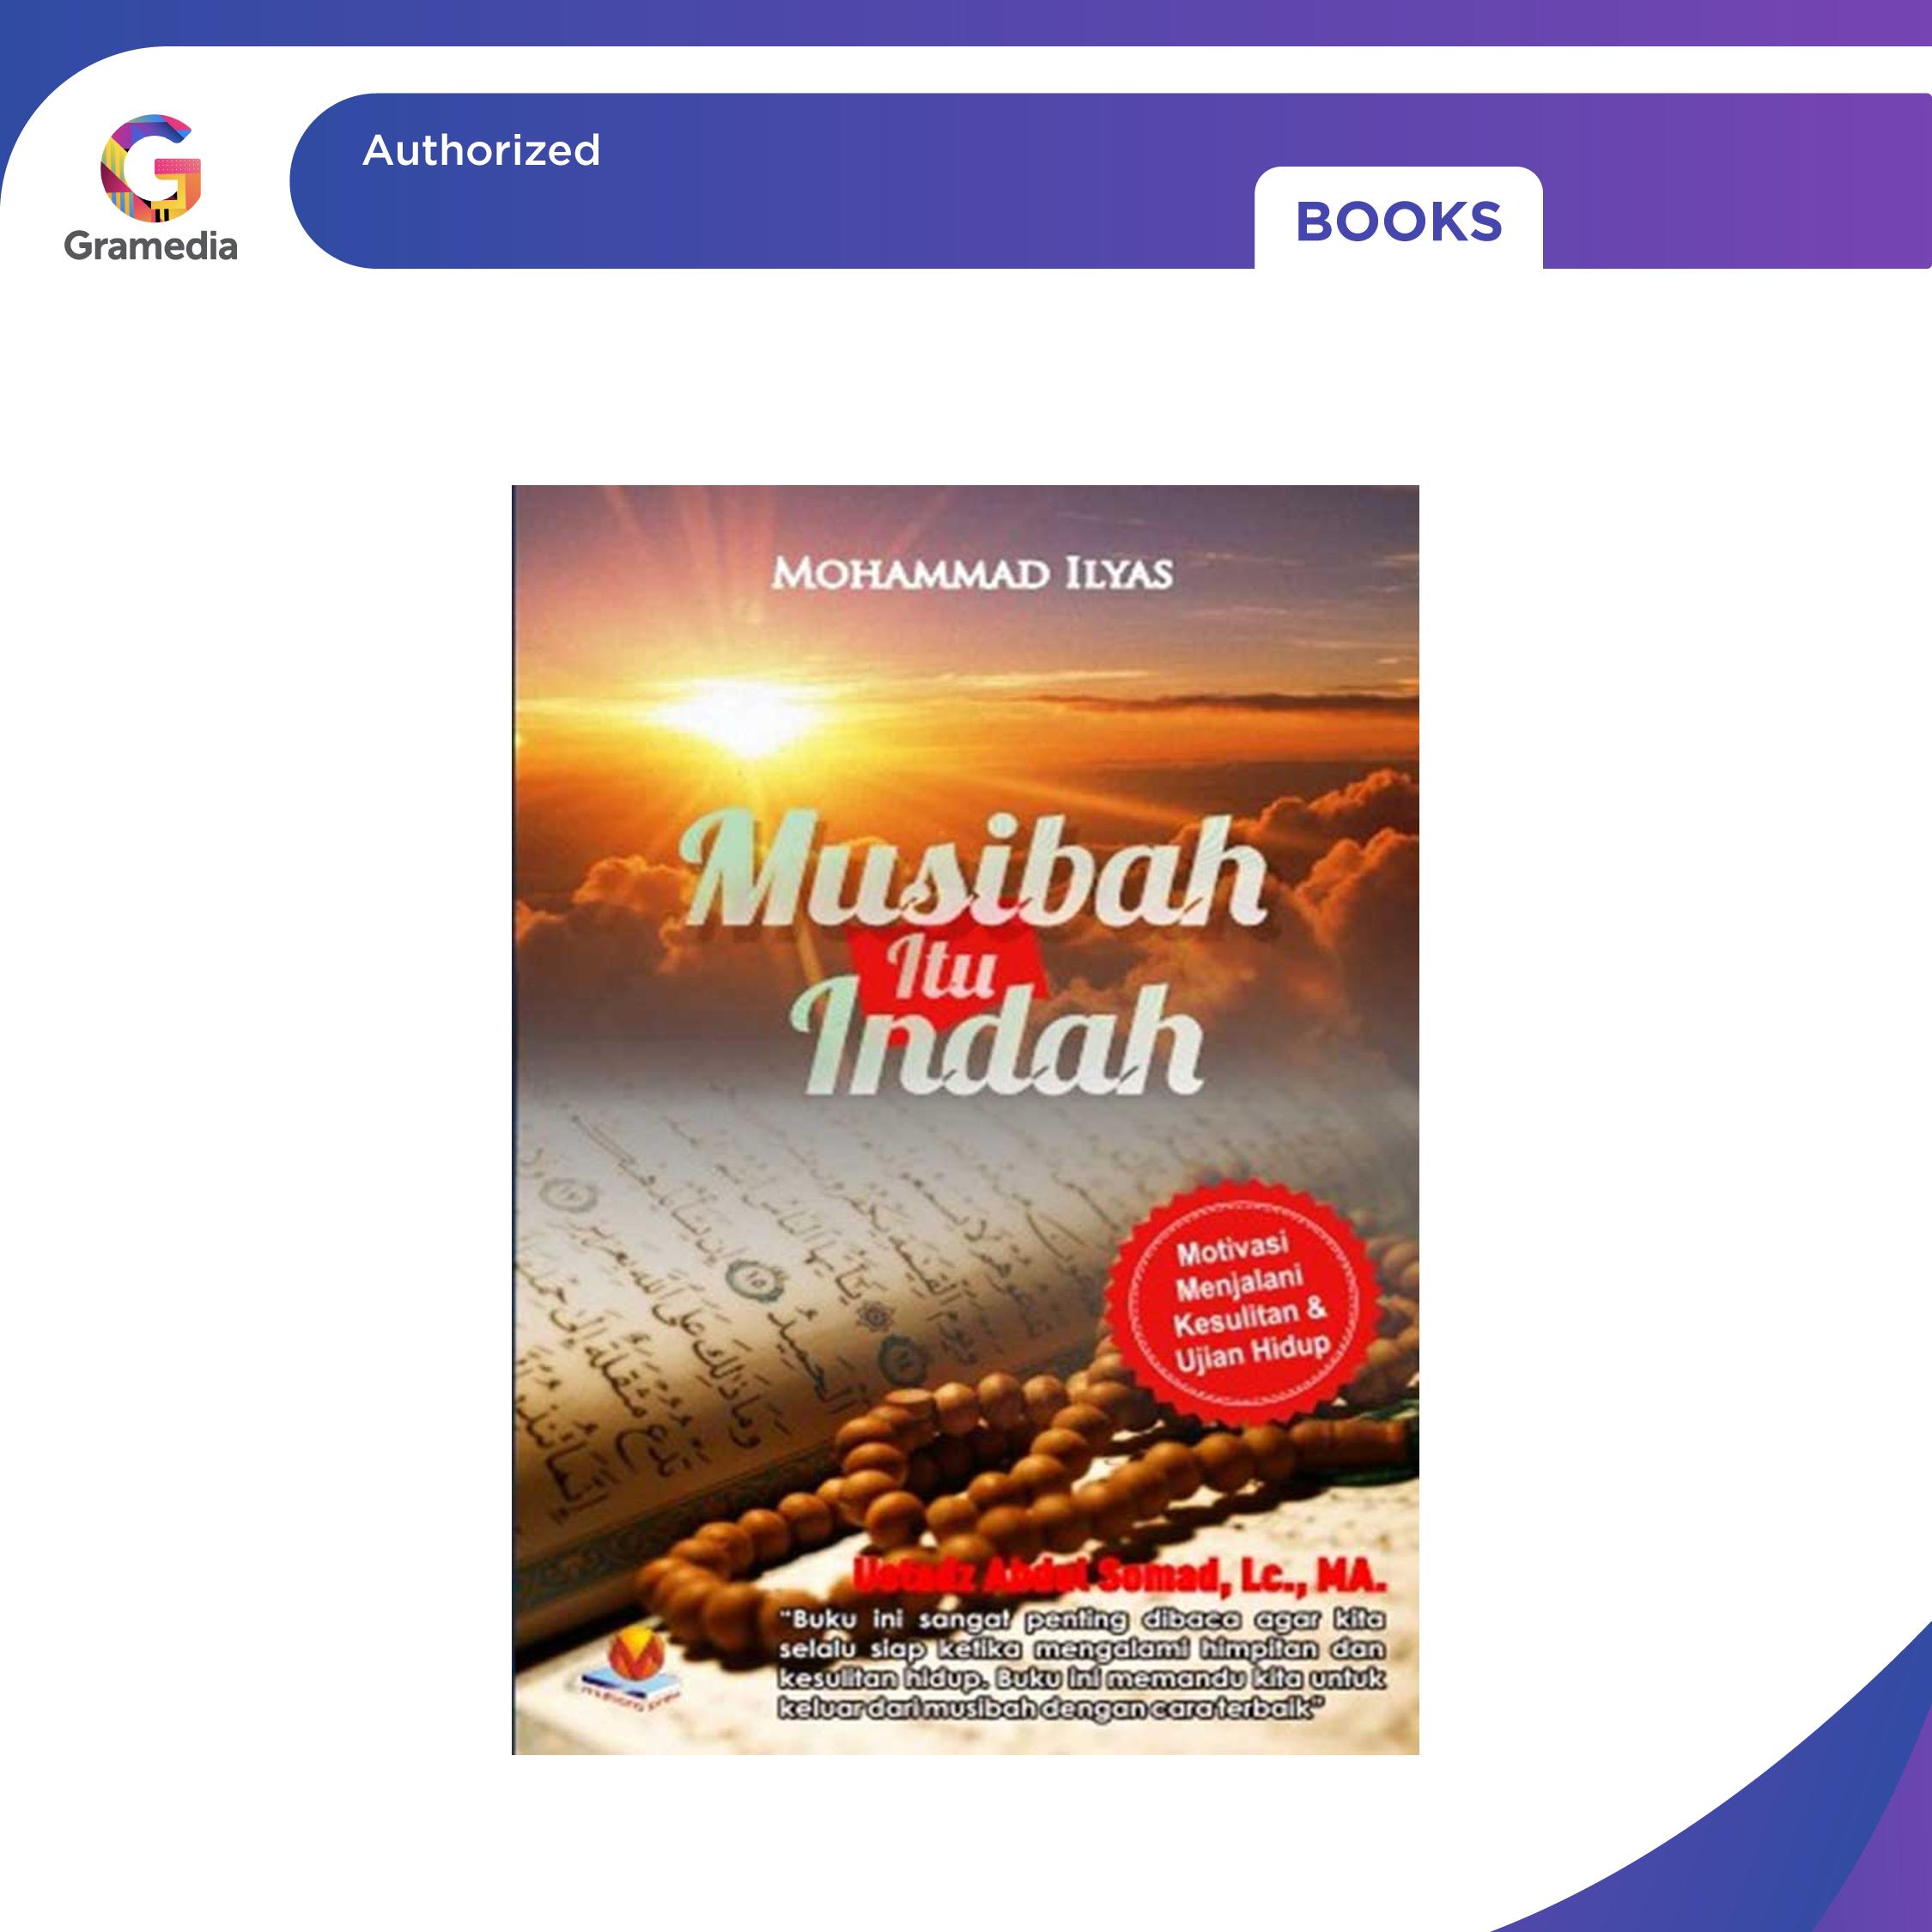 Gramedia
Authorized
BOOKS
MOHAMMAD ILYAS
Musibah
Itu
Indah
Motivasi
Menjalani
Kesulitan &
Ujian Hidup
Ustadz Abdul Somad, Lc., MA.
"Buku ini sangat penting dibaca agar kita
selalu siap ketika mengalami himpitan dan
kesulitan hidup. Buku ini memandu kita untuk
keluar dari musibah dengan cara terbaik"